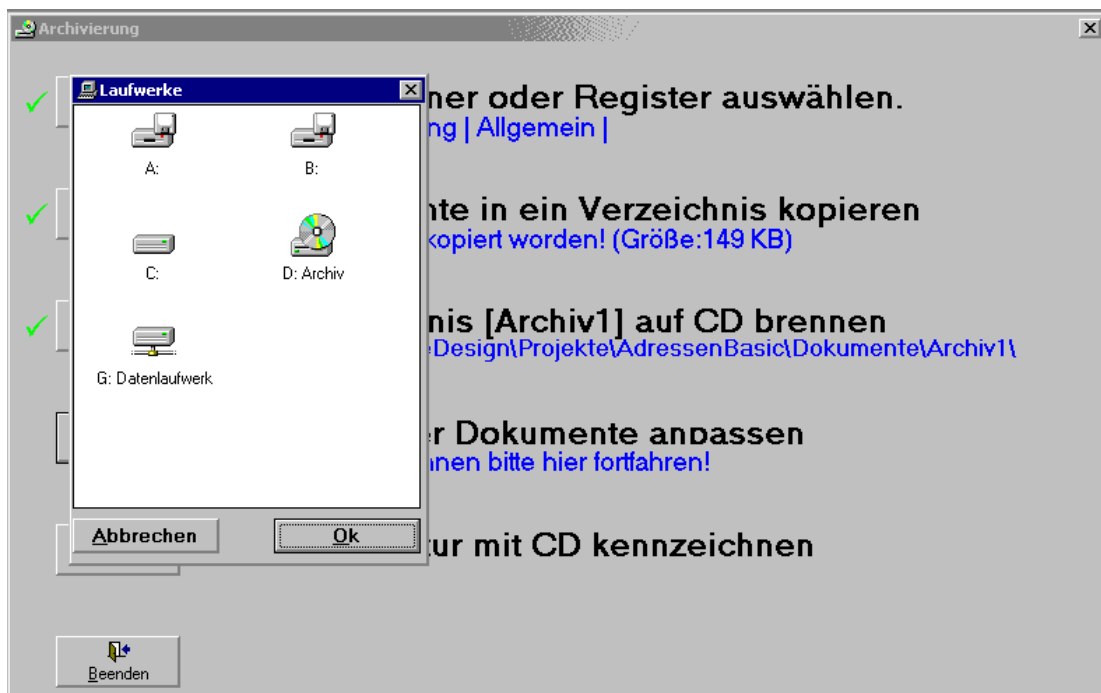 Archivierung
Laufwerke
A:
B:
C:
D: Archiv
G: Datenlaufwerk
Abbrechen
Ok
ner oder Register auswählen.
ng | Allgemein |
nte in ein Verzeichnis kopieren
kopiert worden! (Größe:149 KB)
nis [Archiv1] auf CD brennen
eDesign\Projekte\AdressenBasic\Dokumente\Archiv1\
er Dokumente anpassen
nnen bitte hier fortfahren!
tur mit CD kennzeichnen
Beenden